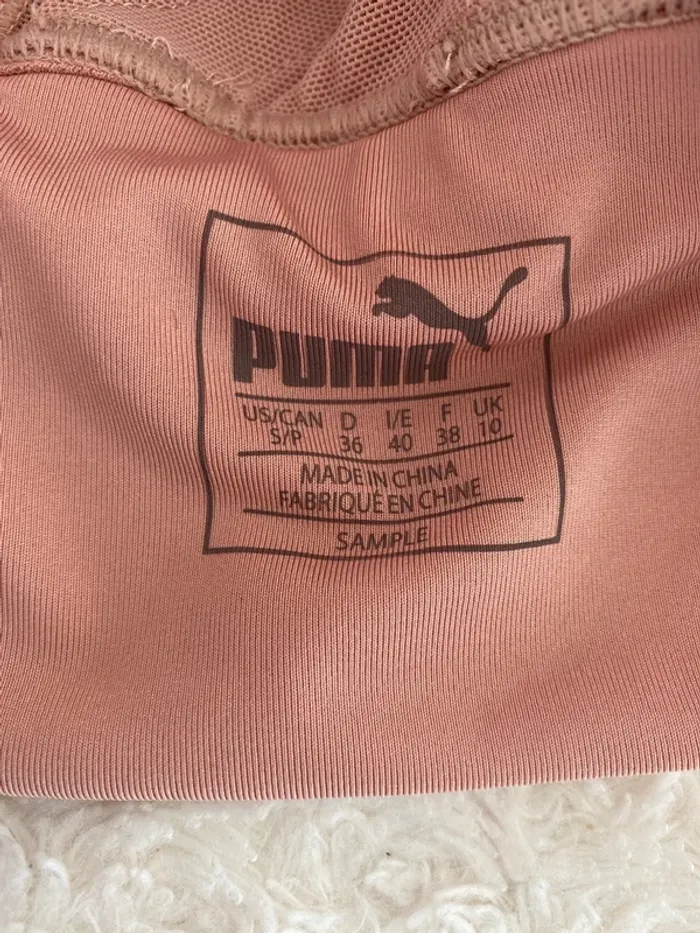 PUMA
US/CAN D I/E F UK
S/P 36 40 38 10
MADE IN CHINA
FABRIQUÉ EN CHINE
SAMPLE